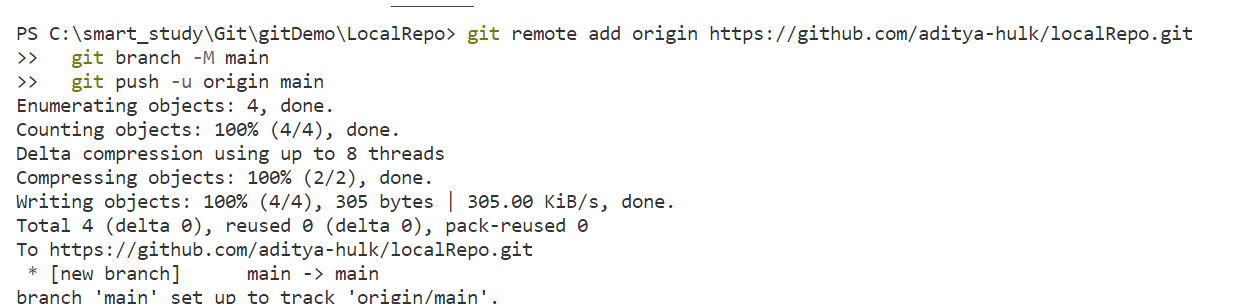 PS C:\smart_study\Git\gitDemo\LocalRepo> git remote add origin https://github.com/aditya-hulk/localRepo.git
>>   git branch -M main
>>   git push -u origin main
Enumerating objects: 4, done.
Counting objects: 100% (4/4), done.
Delta compression using up to 8 threads
Compressing objects: 100% (2/2), done.
Writing objects: 100% (4/4), 305 bytes | 305.00 KiB/s, done.
Total 4 (delta 0), reused 0 (delta 0), pack-reused 0
To https://github.com/aditya-hulk/localRepo.git
 * [new branch]      main -> main
branch 'main' set up to track 'origin/main'.